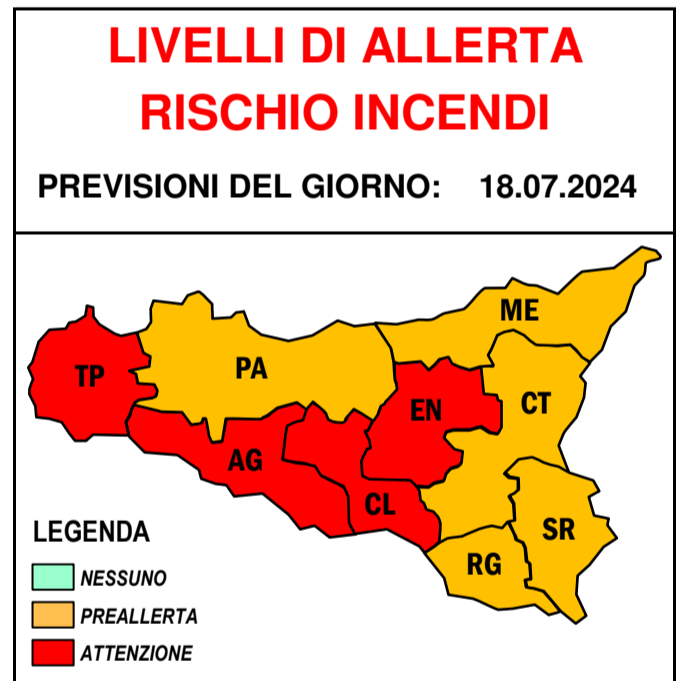 LIVELLI DI ALLERTA
RISCHIO INCENDI
PREVISIONI DEL GIORNO: 18.07.2024
ME
TP
PA
EN
CT
AG
CL
SR
RG
LEGENDA
NESSUNO
PREALLERTA
ATTENZIONE